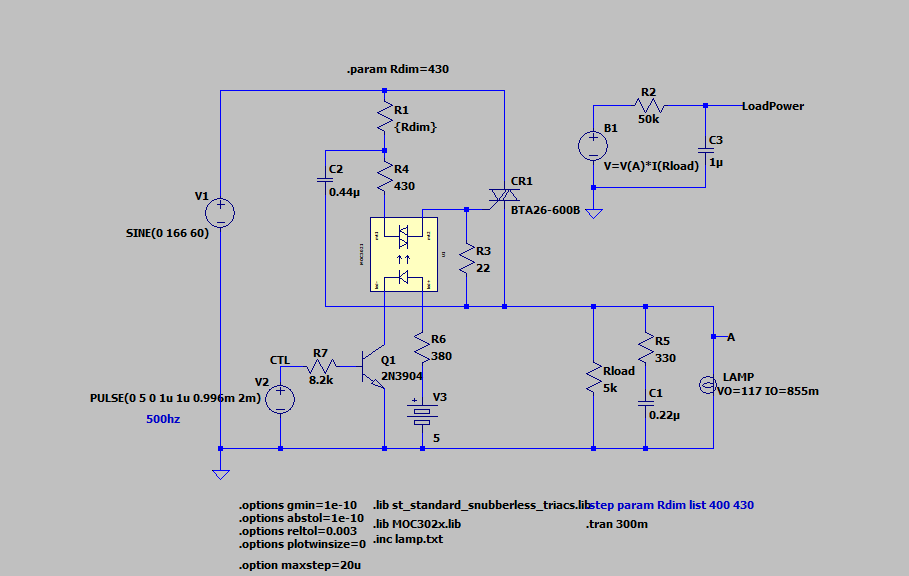 .param Rdim=430
R1
{Rdim}
R2
50k
LoadPower
B1
V=V(A)*I(Rload)
C3
1µ
C2
0.44µ
R4
430
CR1
BTA26-600B
V1
SINE(0 166 60)
MOC3023
U1
R3
22
A
R6
380
R5
330
CTL
R7
8.2k
Q1
2N3904
Rload
5k
LAMP
VO=117 IO=855m
V2
PULSE(0 5 0 1u 1u 0.996m 2m)
500hz
V3
5
C1
0.22µ
.options gmin=1e-10
.options abstol=1e-10
.options reltol=0.003
.options plotwinsize=0
.option maxstep=20u
.lib st_standard_snubberless_triacs.lib
.lib MOC302x.lib
.inc lamp.txt
step param Rdim list 400 430
.tran 300m